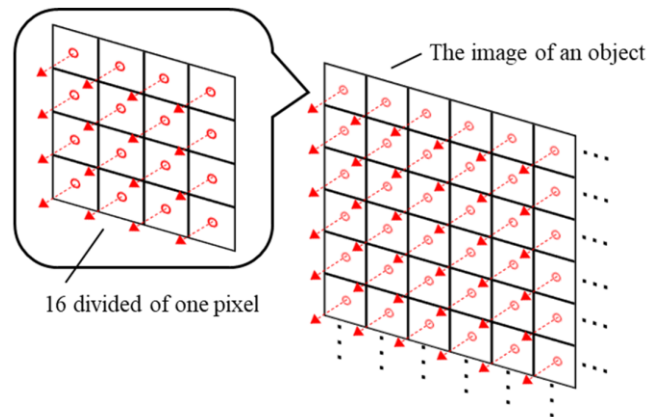 The image of an object
16 divided of one pixel